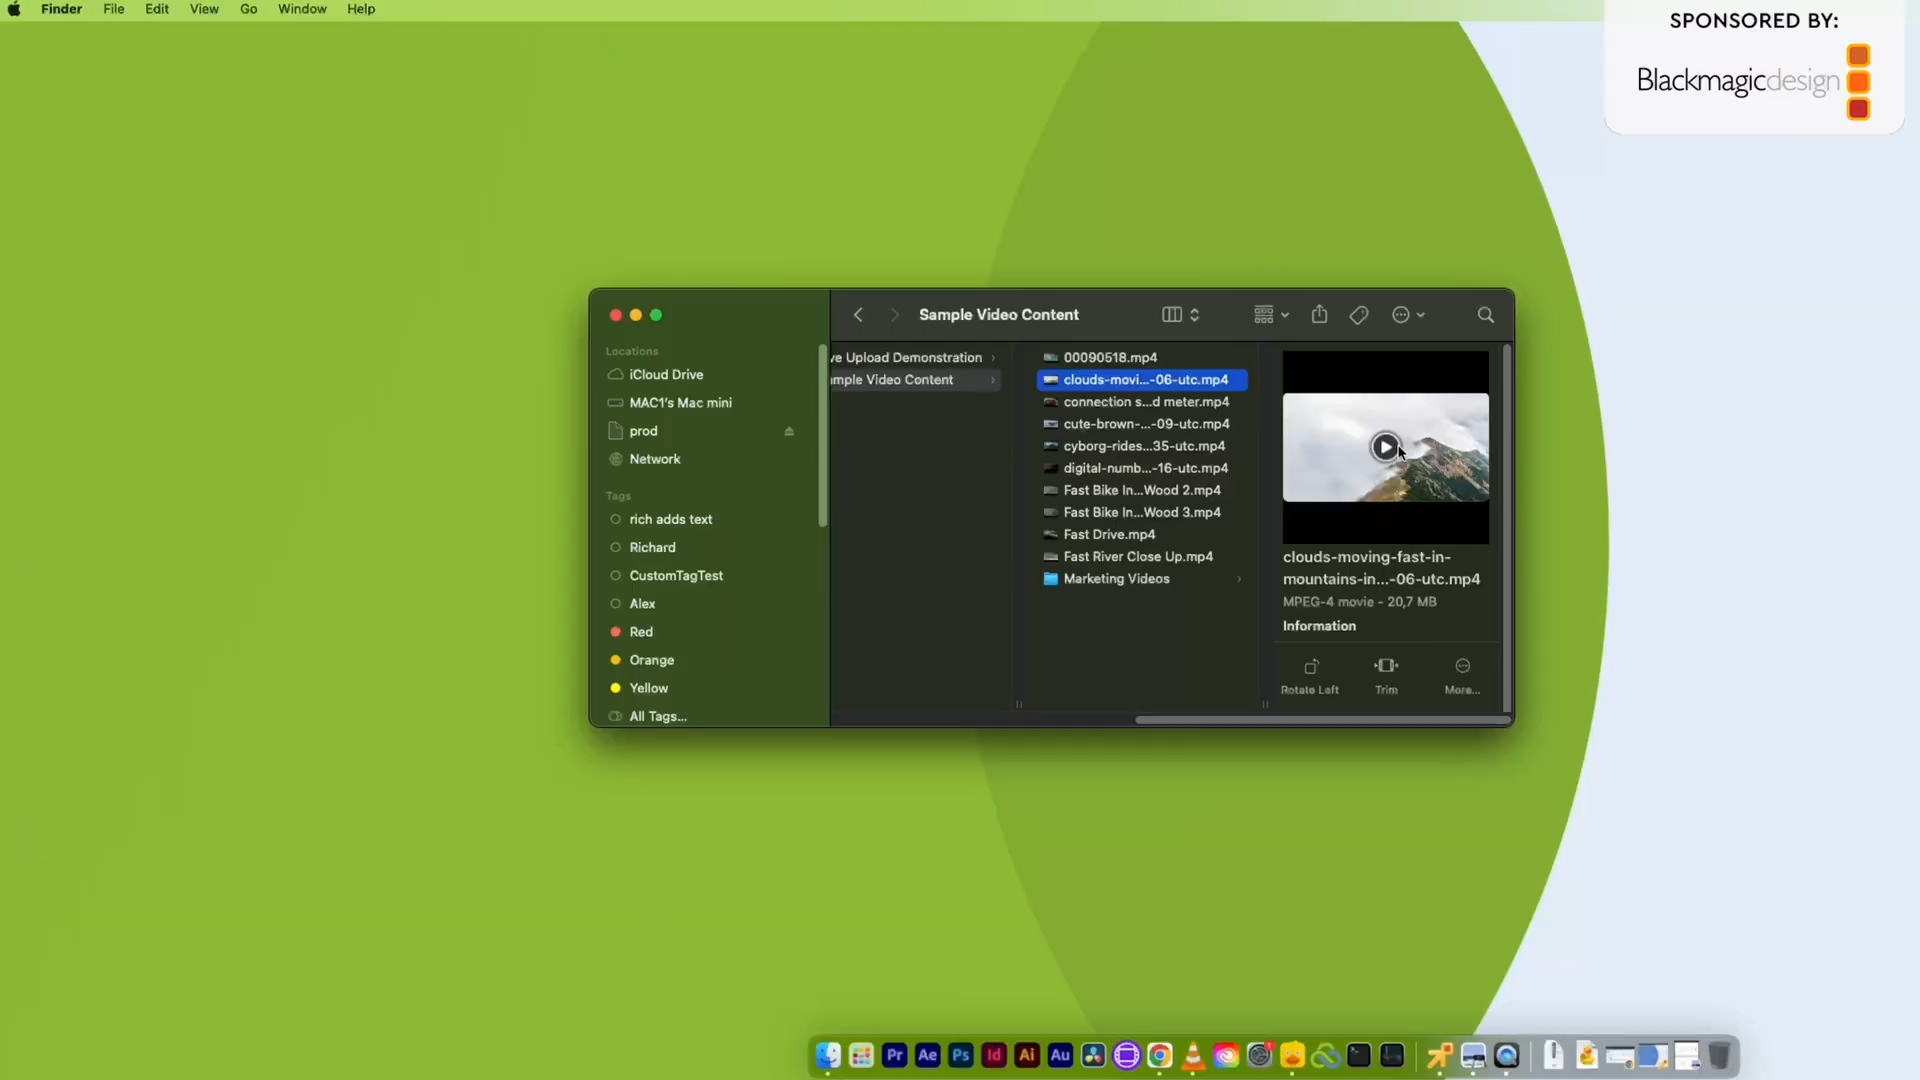 Finder File Edit View Go Window Help
SPONSORED BY:
Blackmagicdesign
Sample Video Content
Locations
iCloud Drive
MAC1's Mac mini
prod
Network
Tags
rich adds text
Richard
CustomTagTest
Alex
Red
Orange
Yellow
All Tags...
ve Upload Demonstration
mple Video Content
00090518.mp4
clouds-movi...-06-utc.mp4
connection s...d meter.mp4
cute-brown-...-09-utc.mp4
cyborg-rides...35-utc.mp4
digital-numb...-16-utc.mp4
Fast Bike In...Wood 2.mp4
Fast Bike In...Wood 3.mp4
Fast Drive.mp4
Fast River Close Up.mp4
Marketing Videos
clouds-moving-fast-in-
mountains-in...-06-utc.mp4
MPEG-4 movie - 20,7 MB
Information
Rotate Left Trim More...
Pr Ae Ps Id Ai Au